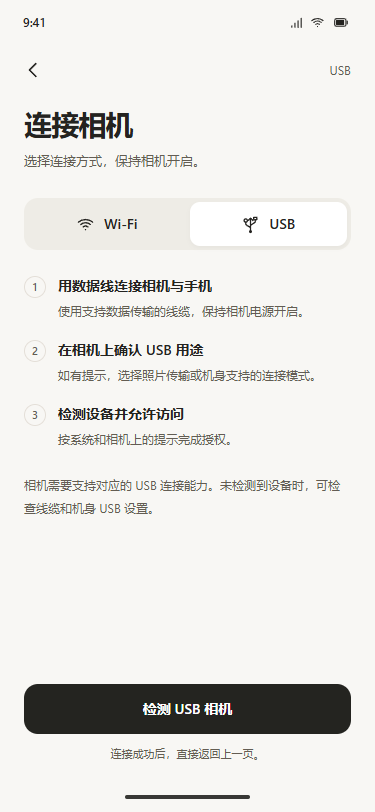 9:41
USB
连接相机
选择连接方式，保持相机开启。
Wi-Fi
USB
1
用数据线连接相机与手机
使用支持数据传输的线缆，保持相机电源开启。
2
在相机上确认 USB 用途
如有提示，选择照片传输或机身支持的连接模式。
3
检测设备并允许访问
按系统和相机上的提示完成授权。
相机需要支持对应的 USB 连接能力。未检测到设备时，可检
查线缆和机身 USB 设置。
检测 USB 相机
连接成功后，直接返回上一页。